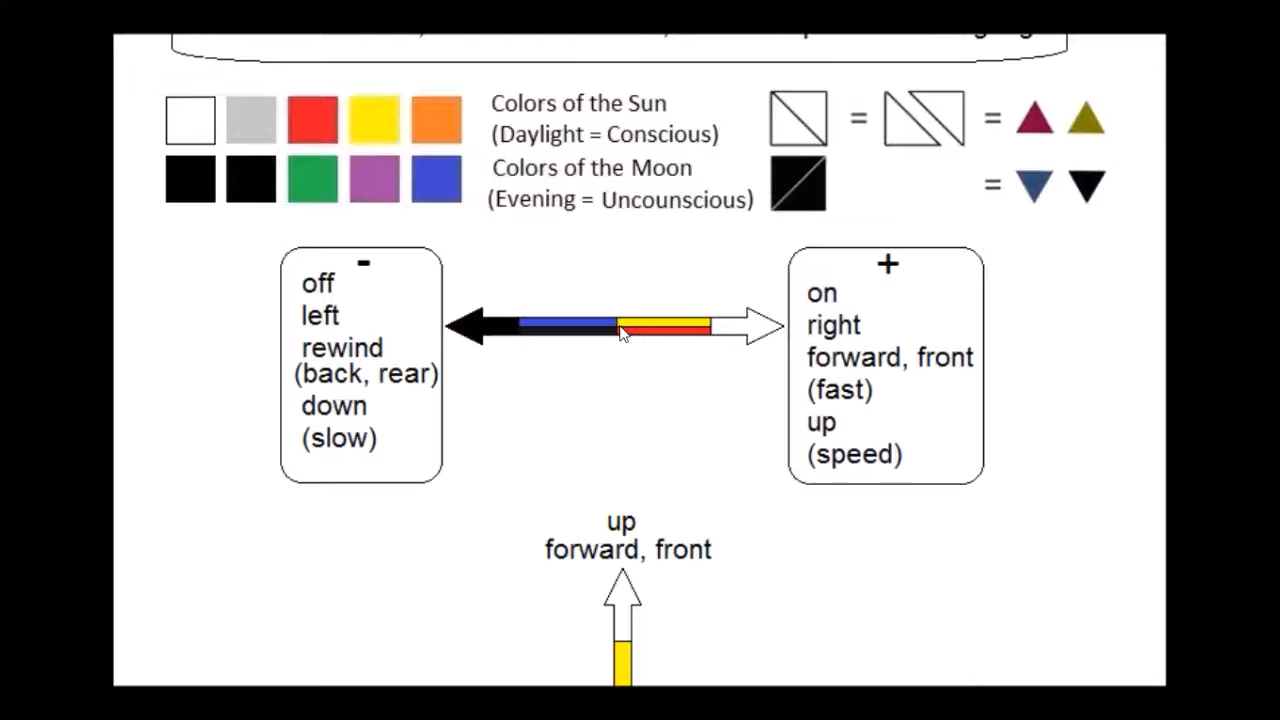 Colors of the Sun
(Daylight = Conscious)
Colors of the Moon
(Evening = Uncounscious)
= =
=
-
off
left
rewind
(back, rear)
down
(slow)
+
on
right
forward, front
(fast)
up
(speed)
up
forward, front